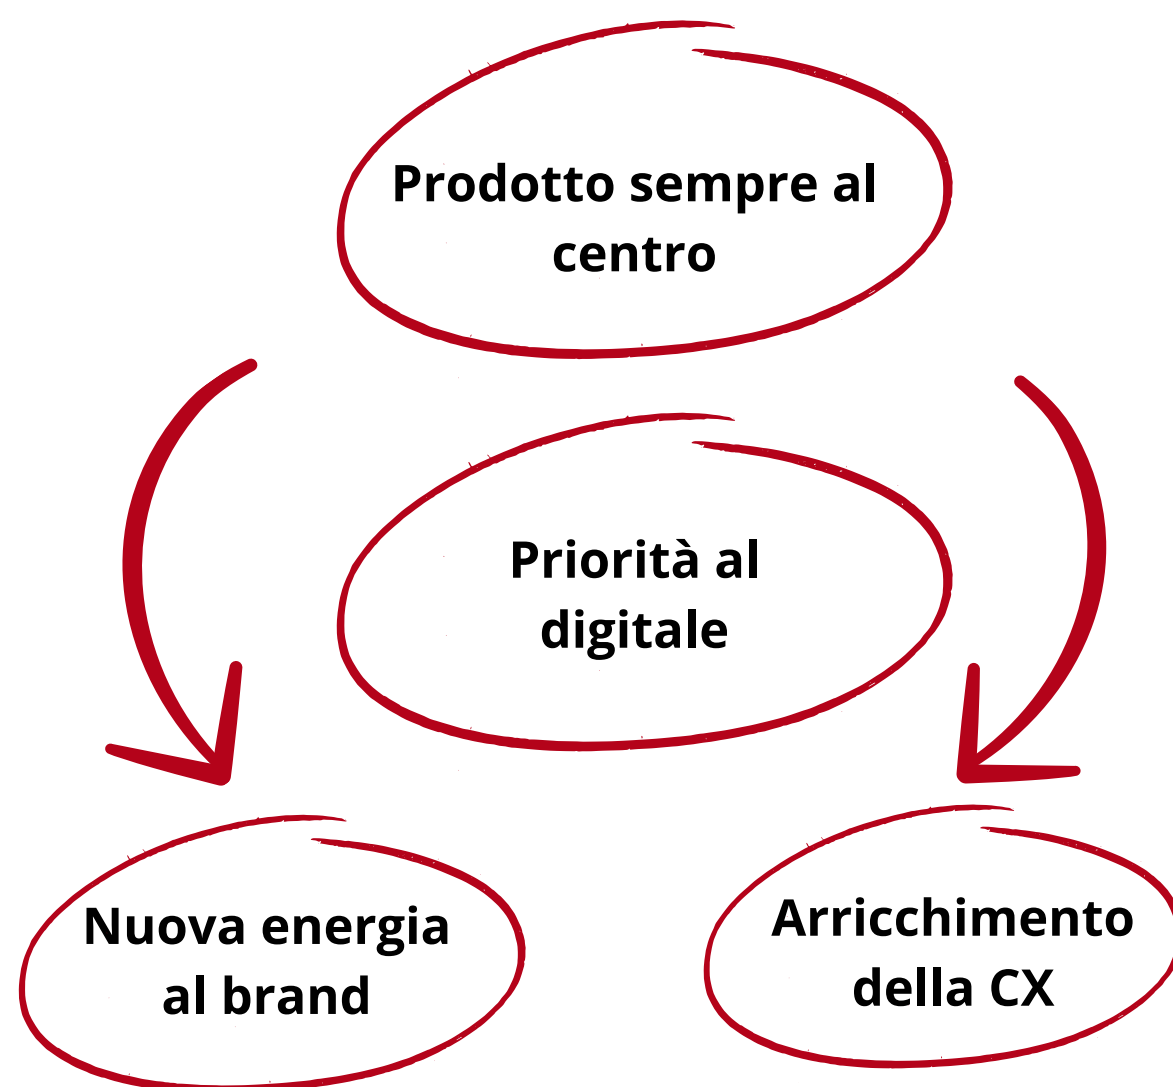 Prodotto sempre al
centro
Priorità al
digitale
Nuova energia
al brand
Arricchimento
della CX